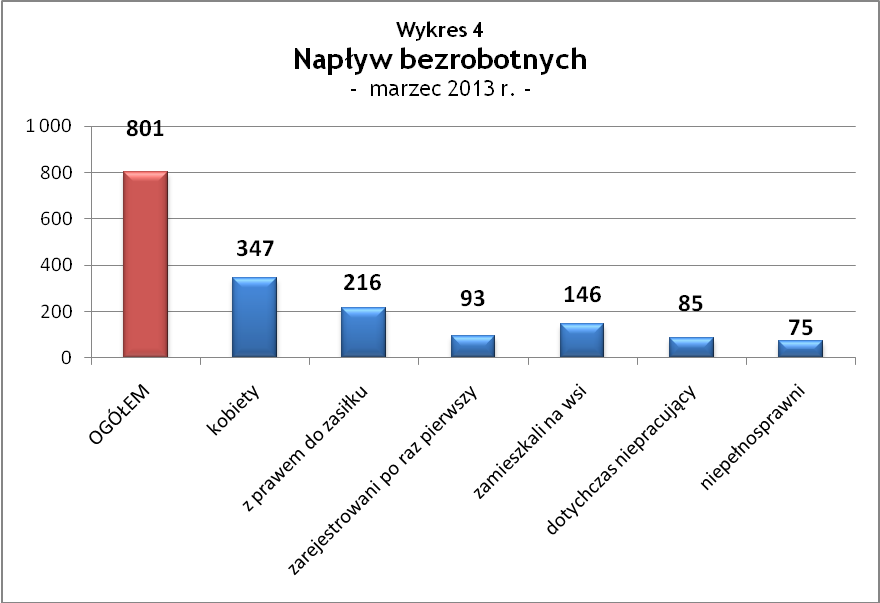 Wykres 4
Napływ bezrobotnych
- marzec 2013 r. -
1 000
800
600
400
200
0
801
347
216
93
146
85
75
OGÓŁEM
kobiety
z prawem do zasiłku
zarejestrowani po raz pierwszy
zamieszkali na wsi
dotychczas niepracujący
niepełnosprawni